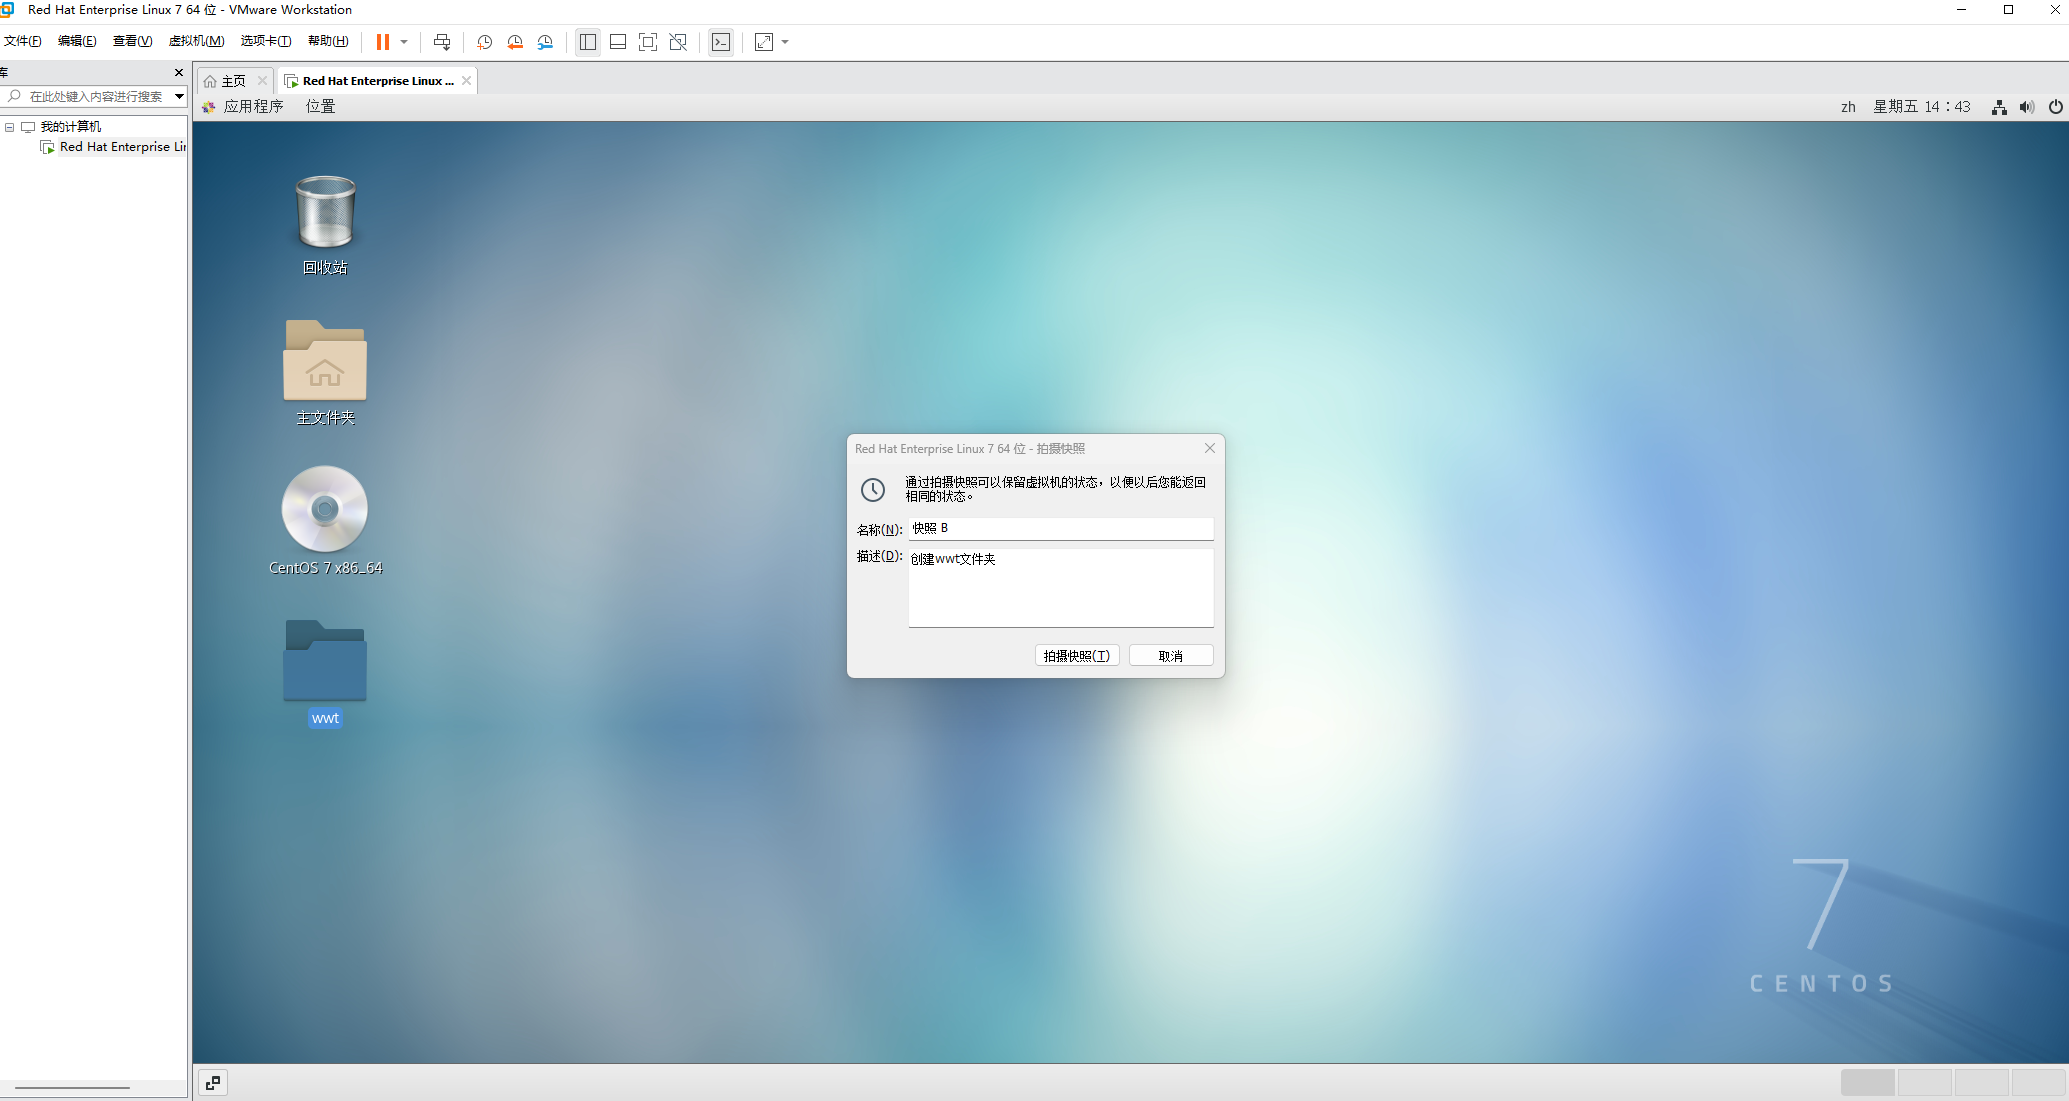 Red Hat Enterprise Linux 7 64 位 - VMware Workstation
文件(F) 编辑(E) 查看(V) 虚拟机(M) 选项卡(T) 帮助(H)
库
在此处键入内容进行搜索
我的计算机
Red Hat Enterprise Lin
主页
Red Hat Enterprise Linux ...
应用程序 位置
zh 星期五 14:43
回收站
主文件夹
CentOS 7 x86_64
wwt
Red Hat Enterprise Linux 7 64 位 - 拍摄快照
通过拍摄快照可以保留虚拟机的状态，以便以后您能返回
相同的状态。
名称(N): 快照 B
描述(D): 创建wwt文件夹
拍摄快照(T) 取消
7
CENTOS